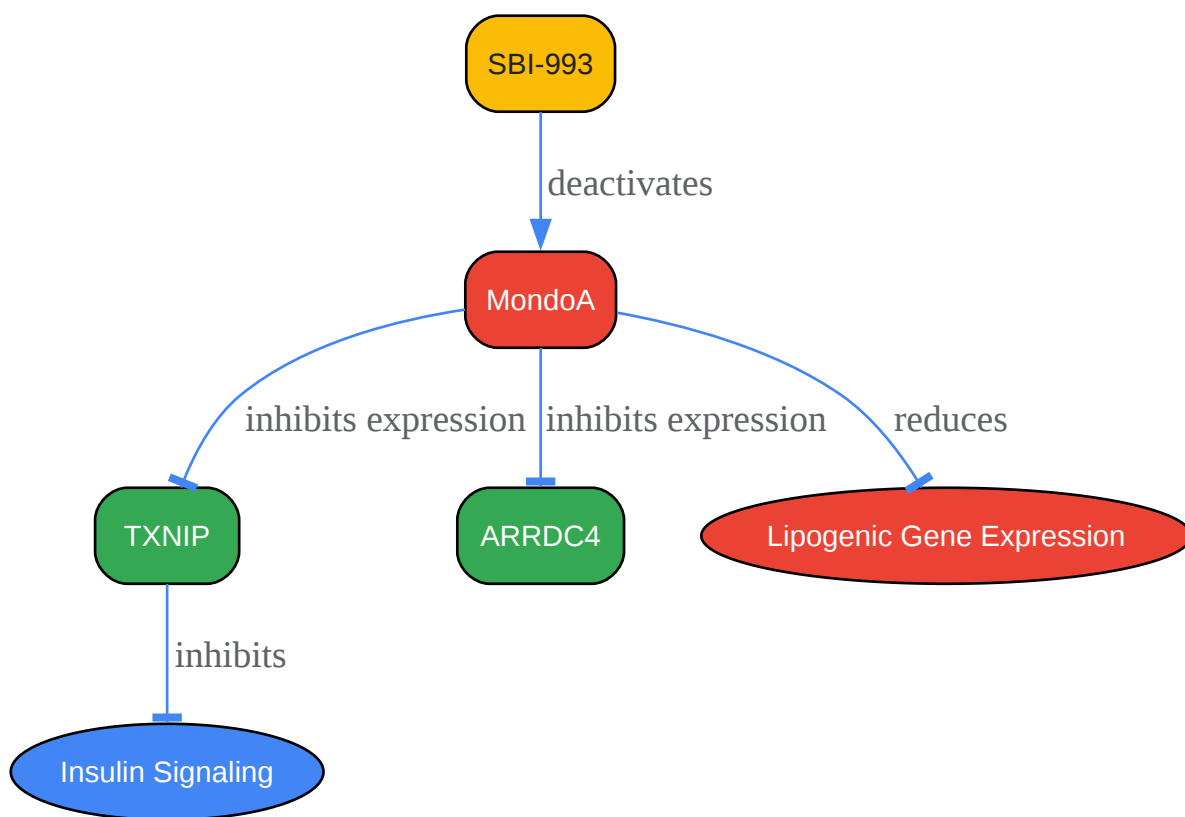 SBI-993
deactivates
MondoA
inhibits expression
inhibits expression
reduces
TXNIP
ARRDC4
Lipogenic Gene Expression
inhibits
Insulin Signaling